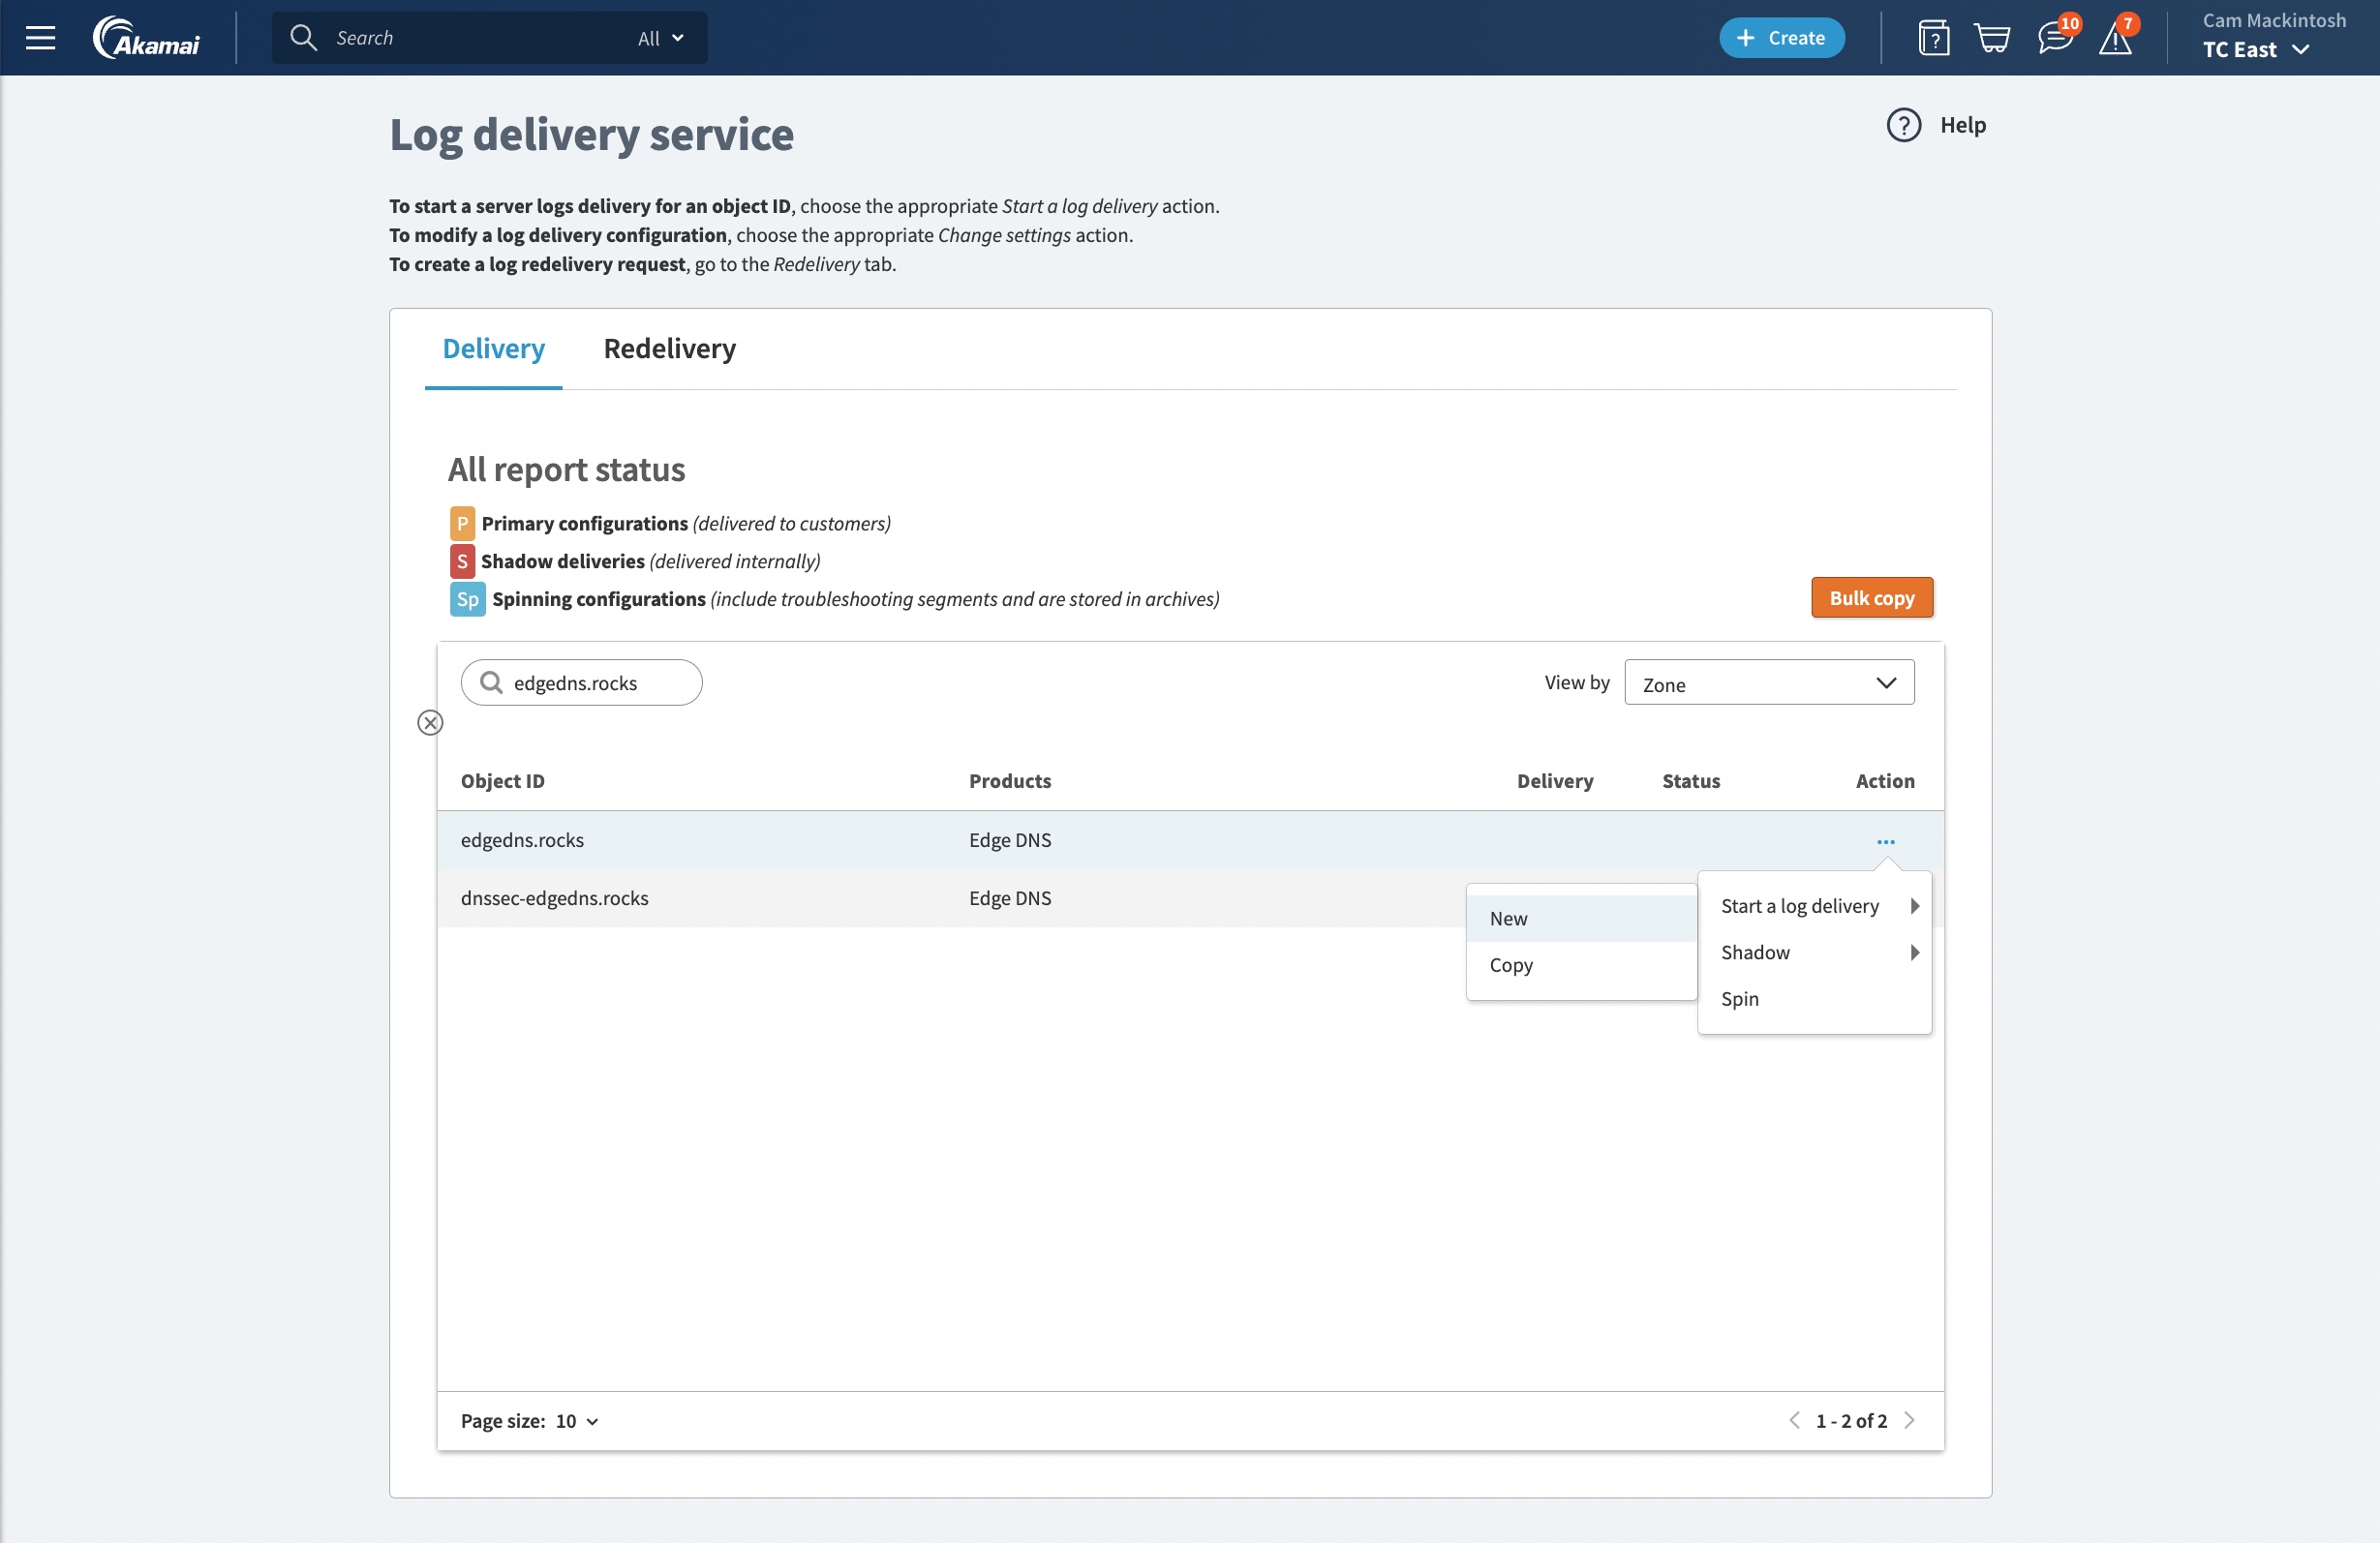 Akamai
Search
All
Create
10
7
Cam Mackintosh
TC East
Log delivery service
Help
To start a server logs delivery for an object ID, choose the appropriate Start a log delivery action.
To modify a log delivery configuration, choose the appropriate Change settings action.
To create a log redelivery request, go to the Redelivery tab.
Delivery
Redelivery
All report status
P Primary configurations (delivered to customers)
S Shadow deliveries (delivered internally)
Sp Spinning configurations (include troubleshooting segments and are stored in archives)
Bulk copy
edgedns.rocks
View by
Zone
Object ID Products Delivery Status Action
edgedns.rocks Edge DNS ...
dnssec-edgedns.rocks Edge DNS
Start a log delivery
New
Shadow
Copy
Spin
Page size: 10
1 - 2 of 2